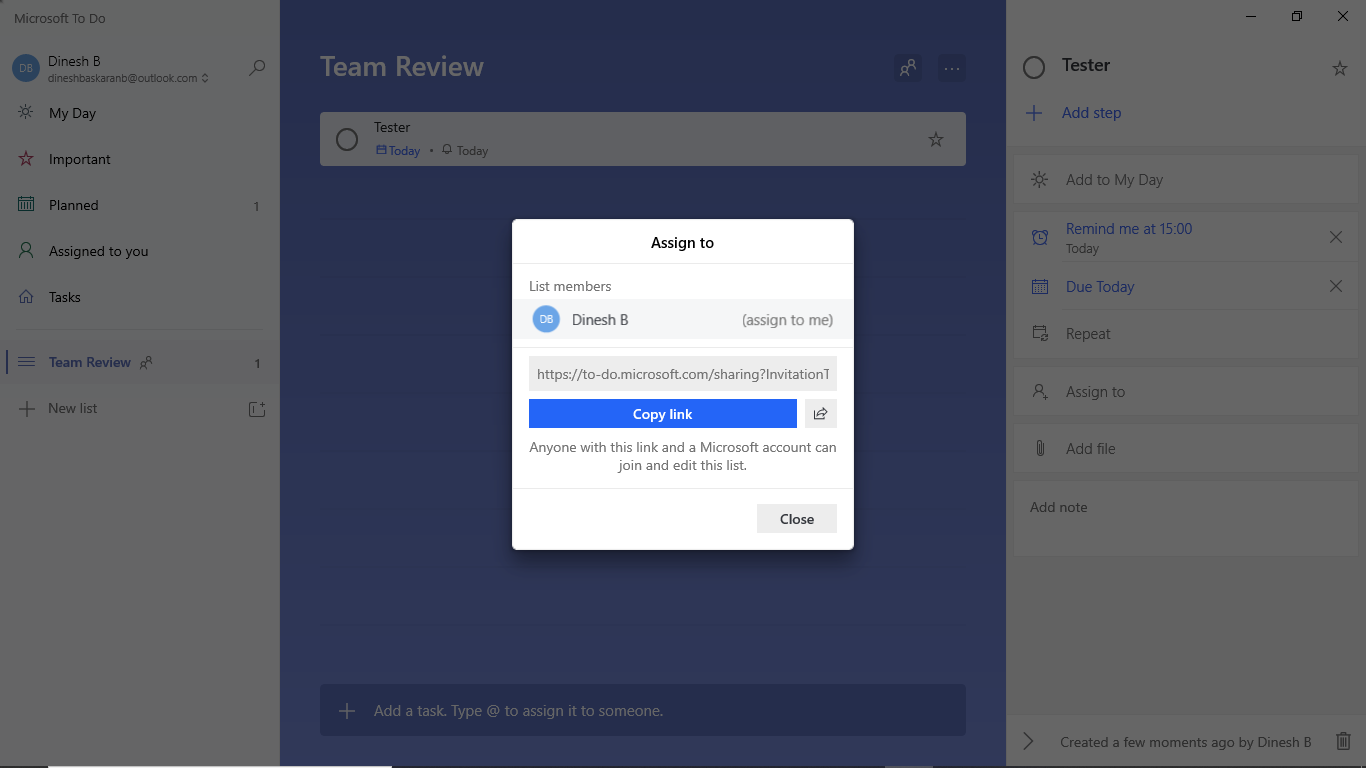 Microsoft To Do
DB
Dinesh B
dineshbaskaranb@outlook.com
My Day
Important
Planned 1
Assigned to you
Tasks
Team Review 1
New list
Team Review
Tester
Today • Today
Add a task. Type @ to assign it to someone.
Assign to
List members
DB Dinesh B (assign to me)
https://to-do.microsoft.com/sharing?InvitationT
Copy link
Anyone with this link and a Microsoft account can
join and edit this list.
Close
Tester
Add step
Add to My Day
Remind me at 15:00
Today
Due Today
Repeat
Assign to
Add file
Add note
Created a few moments ago by Dinesh B